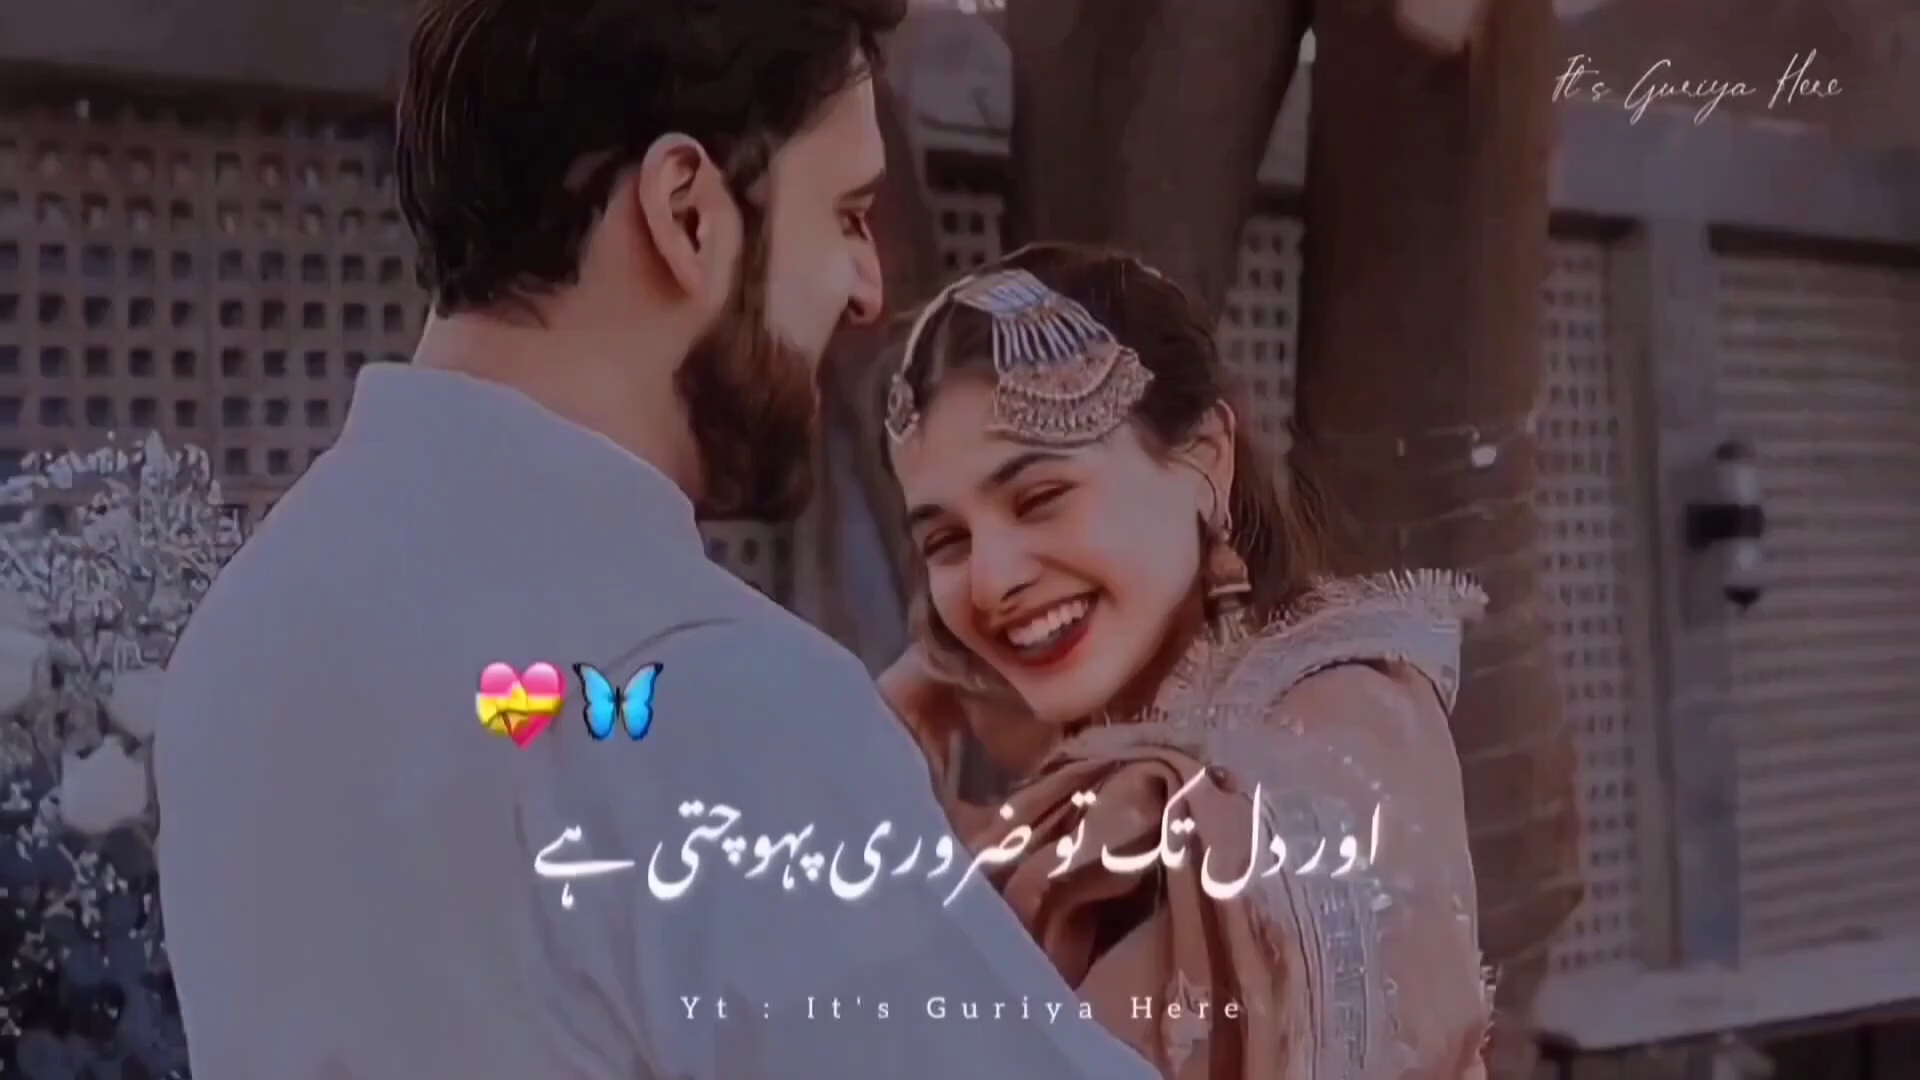 It's Guriya Here
💝🦋
اور دل تک تو ضروری پہوچتی ہے
Yt : It's Guriya Here